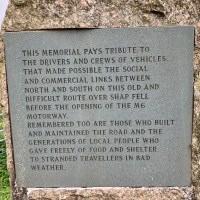 THIS MEMORIAL PAYS TRIBUTE TO
THE DRIVERS AND CREWS OF VEHICLES
THAT MADE POSSIBLE THE SOCIAL
AND COMMERCIAL LINKS BETWEEN
NORTH AND SOUTH ON THIS OLD AND
DIFFICULT ROUTE OVER SHAP FELL
BEFORE THE OPENING OF THE M6
MOTORWAY.
REMEMBERED TOO ARE THOSE WHO BUILT
AND MAINTAINED THE ROAD AND THE
GENERATIONS OF LOCAL PEOPLE WHO
GAVE FREELY OF FOOD AND SHELTER
TO STRANDED TRAVELLERS IN BAD
WEATHER.